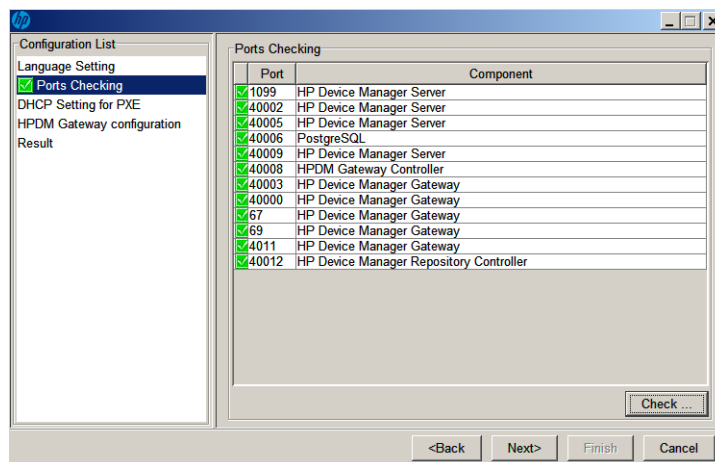 hp
Configuration List
Language Setting
Ports Checking
DHCP Setting for PXE
HPDM Gateway configuration
Result
Ports Checking
Port Component
1099 HP Device Manager Server
40002 HP Device Manager Server
40005 HP Device Manager Server
40006 PostgreSQL
40009 HP Device Manager Server
40008 HPDM Gateway Controller
40003 HP Device Manager Gateway
40000 HP Device Manager Gateway
67 HP Device Manager Gateway
69 HP Device Manager Gateway
4011 HP Device Manager Gateway
40012 HP Device Manager Repository Controller
Check ...
<Back Next> Finish Cancel